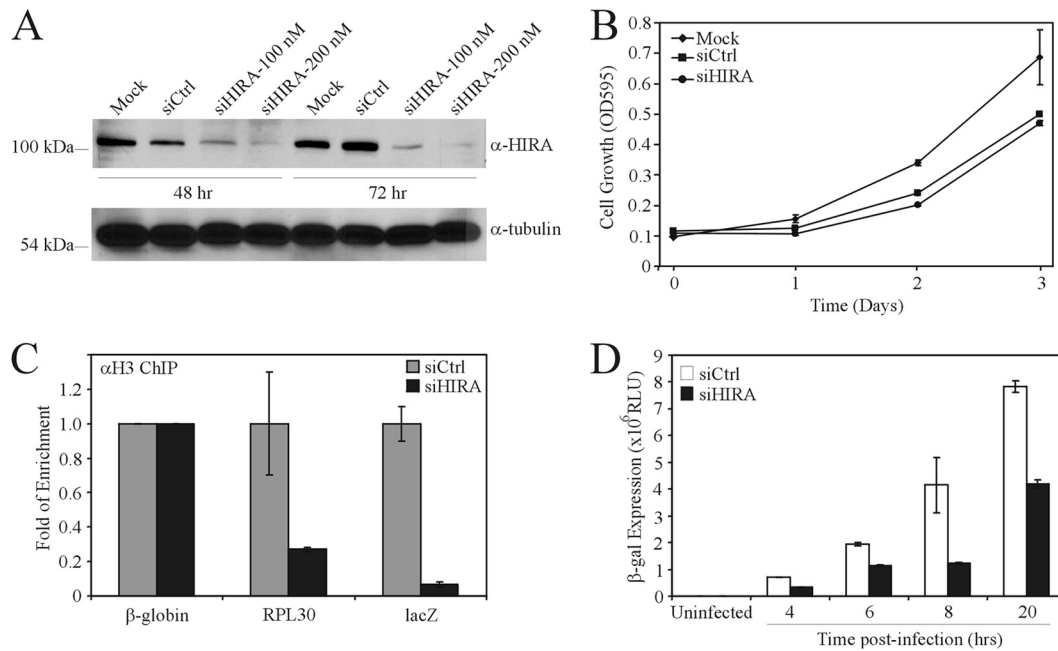 A
Mock
siCtrl
siHIRA-100 nM
siHIRA-200 nM
Mock
siCtrl
siHIRA-100 nM
siHIRA-200 nM
100 kDa
α-HIRA
48 hr
72 hr
54 kDa
α-tubulin
B
Mock
siCtrl
siHIRA
Cell Growth (OD595)
0.8
0.7
0.6
0.5
0.4
0.3
0.2
0.1
0
0
1
2
3
Time (Days)
C
αH3 ChIP
siCtrl
siHIRA
Fold of Enrichment
1.2
1.0
0.8
0.6
0.4
0.2
0
β-globin
RPL30
lacZ
D
siCtrl
siHIRA
β-gal Expression (x10⁶ RLU)
9
8
7
6
5
4
3
2
1
0
Uninfected
4
6
8
20
Time post-infection (hrs)